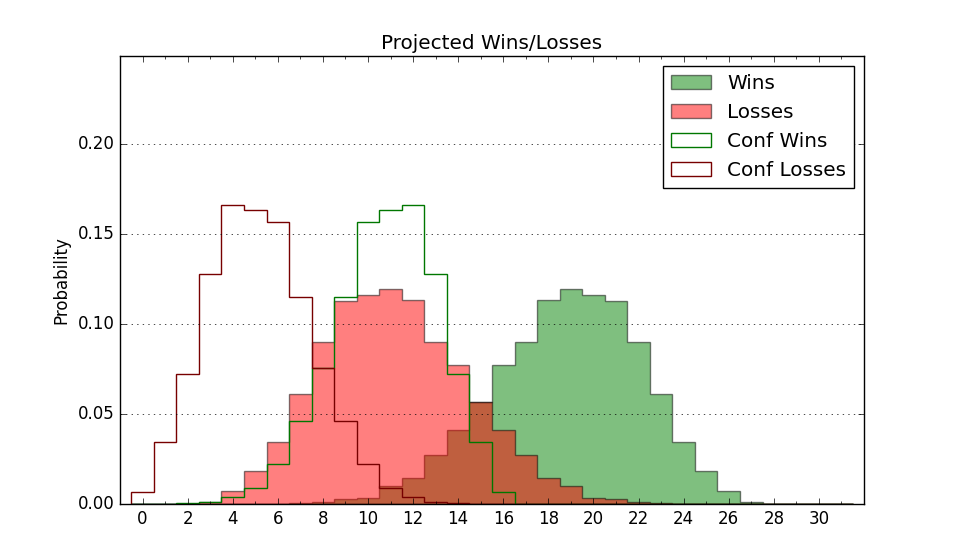 Projected Wins/Losses
Wins
Losses
Conf Wins
Conf Losses
Probability
0.20
0.15
0.10
0.05
0.00
0 2 4 6 8 10 12 14 16 18 20 22 24 26 28 30